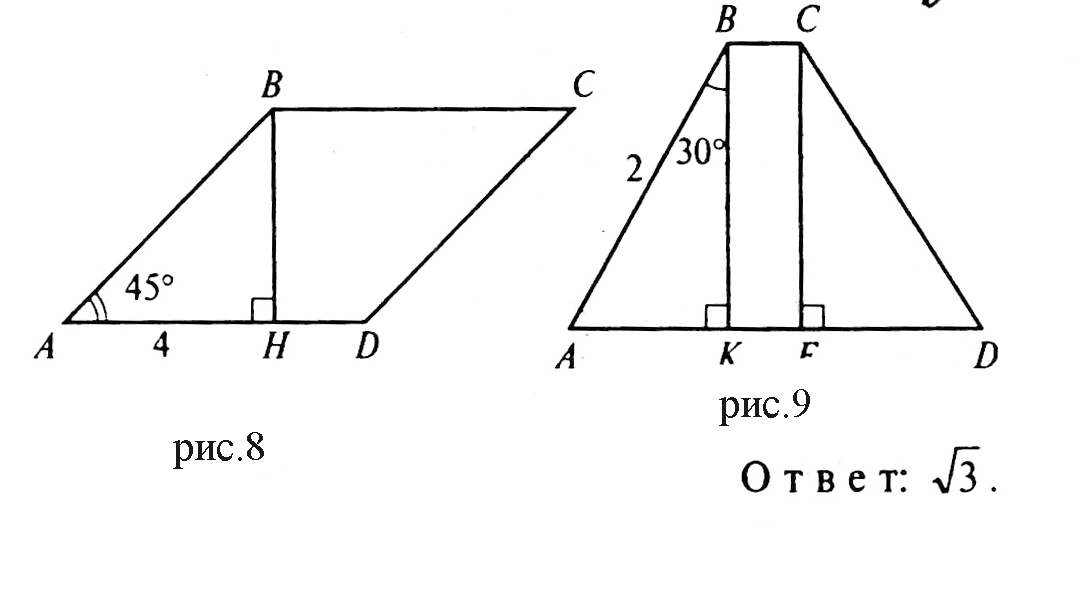 B C
B C
45°
2 30°
A 4 H D
A K F D
рис.8
рис.9
Ответ: √3.